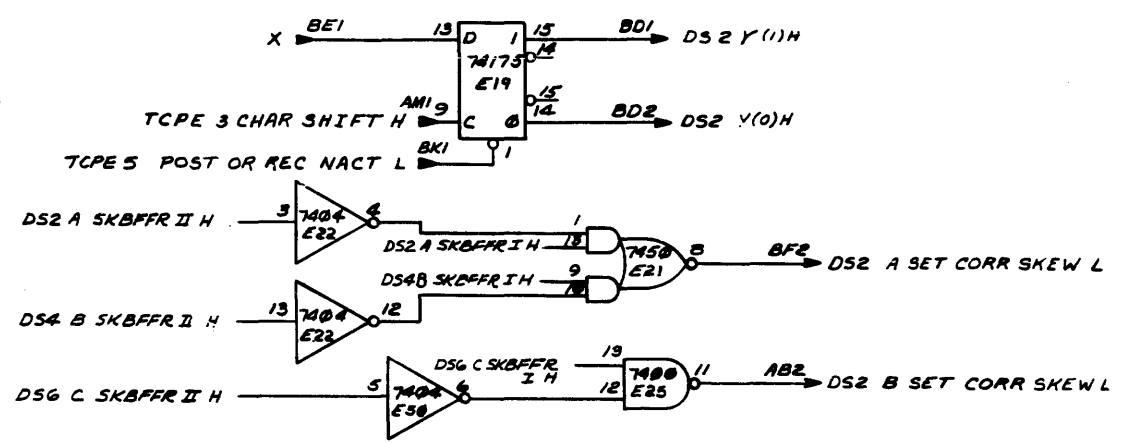 X BE1 13 D 1 15 BD1 DS2 Y(1)H
14
74175
E19
15
TCPE 3 CHAR SHIFT H AM1 9 C 0 14 BD2 DS2 Y(0)H
TCPE 5 POST OR REC NACT L BK1 1
DS2 A SKBFFR II H 3 7404 4
E22
1
DS2 A SKBFFR I H 13
7450 8 BF2 DS2 A SET CORR SKEW L
E21
DS4B SKBFFR I H 9
10
DS4 B SKBFFR II H 13 7404 12
E22
DS6 C SKBFFR 13
I H
7400 11 AB2 DS2 B SET CORR SKEW L
E25
DS6 C SKBFFR II H 5 7404 6 12
E30